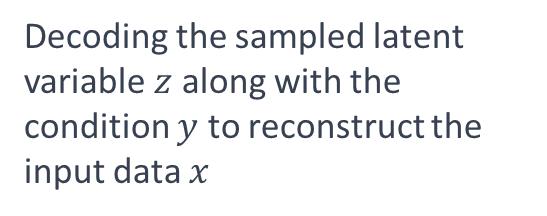 Decoding the sampled latent
variable z along with the
condition y to reconstruct the
input data x